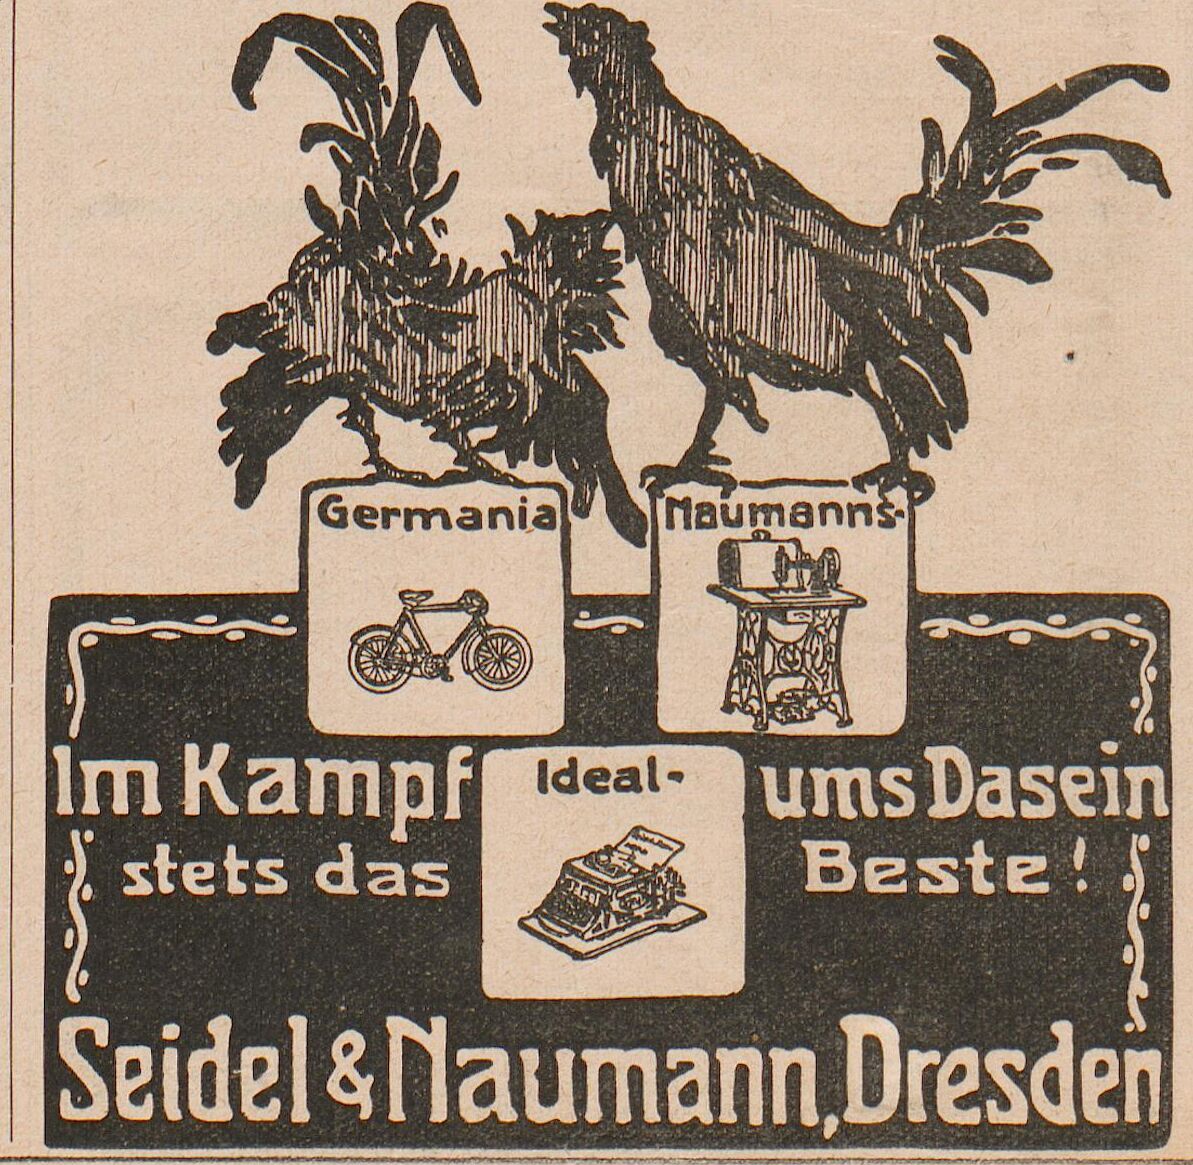 Germania
Naumanns-
Im Kampf
Ideal-
ums Dasein
stets das
Beste!
Seidel & Naumann, Dresden